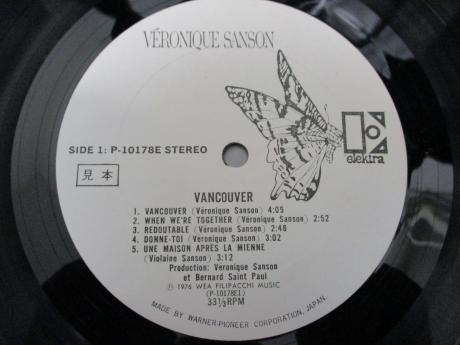 VÉRONIQUE SANSON
SIDE 1: P-10178E STEREO
elektra
見本
VANCOUVER
1. VANCOUVER (Véronique Sanson) 4:05
2. WHEN WE'RE TOGETHER (Véronique Sanson) 2:52
3. REDOUTABLE (Véronique Sanson) 2:48
4. DONNE-TOI (Véronique Sanson) 3:02
5. UNE MAISON APRÈS LA MIENNE
(Violaine Sanson) 3:12
Production: Veronique Sanson
et Bernard Saint Paul
Ⓟ 1976 WEA FILIPACCHI MUSIC
(P-10178E1)
33⅓RPM
MADE BY WARNER-PIONEER CORPORATION, JAPAN.